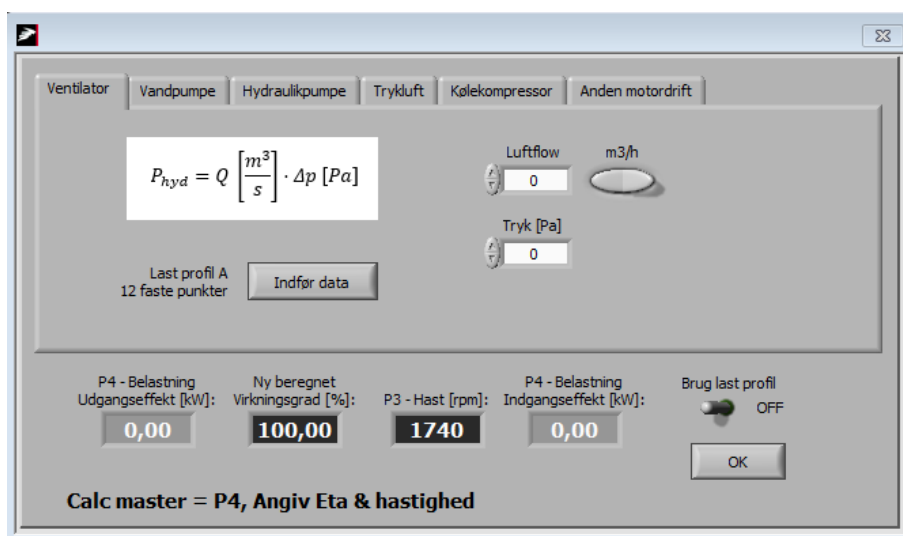 Ventilator Vandpumpe Hydraulikpumpe Trykluft Kølekompressor Anden motordrift
P_hyd = Q [m³/s] · Δp [Pa]
Luftflow m3/h
0
Tryk [Pa]
0
Last profil A
12 faste punkter
Indfør data
P4 - Belastning
Udgangseffekt [kW]:
0,00
Ny beregnet
Virkningsgrad [%]:
100,00
P3 - Hast [rpm]:
1740
P4 - Belastning
Indgangseffekt [kW]:
0,00
Brug last profil
OFF
OK
Calc master = P4, Angiv Eta & hastighed